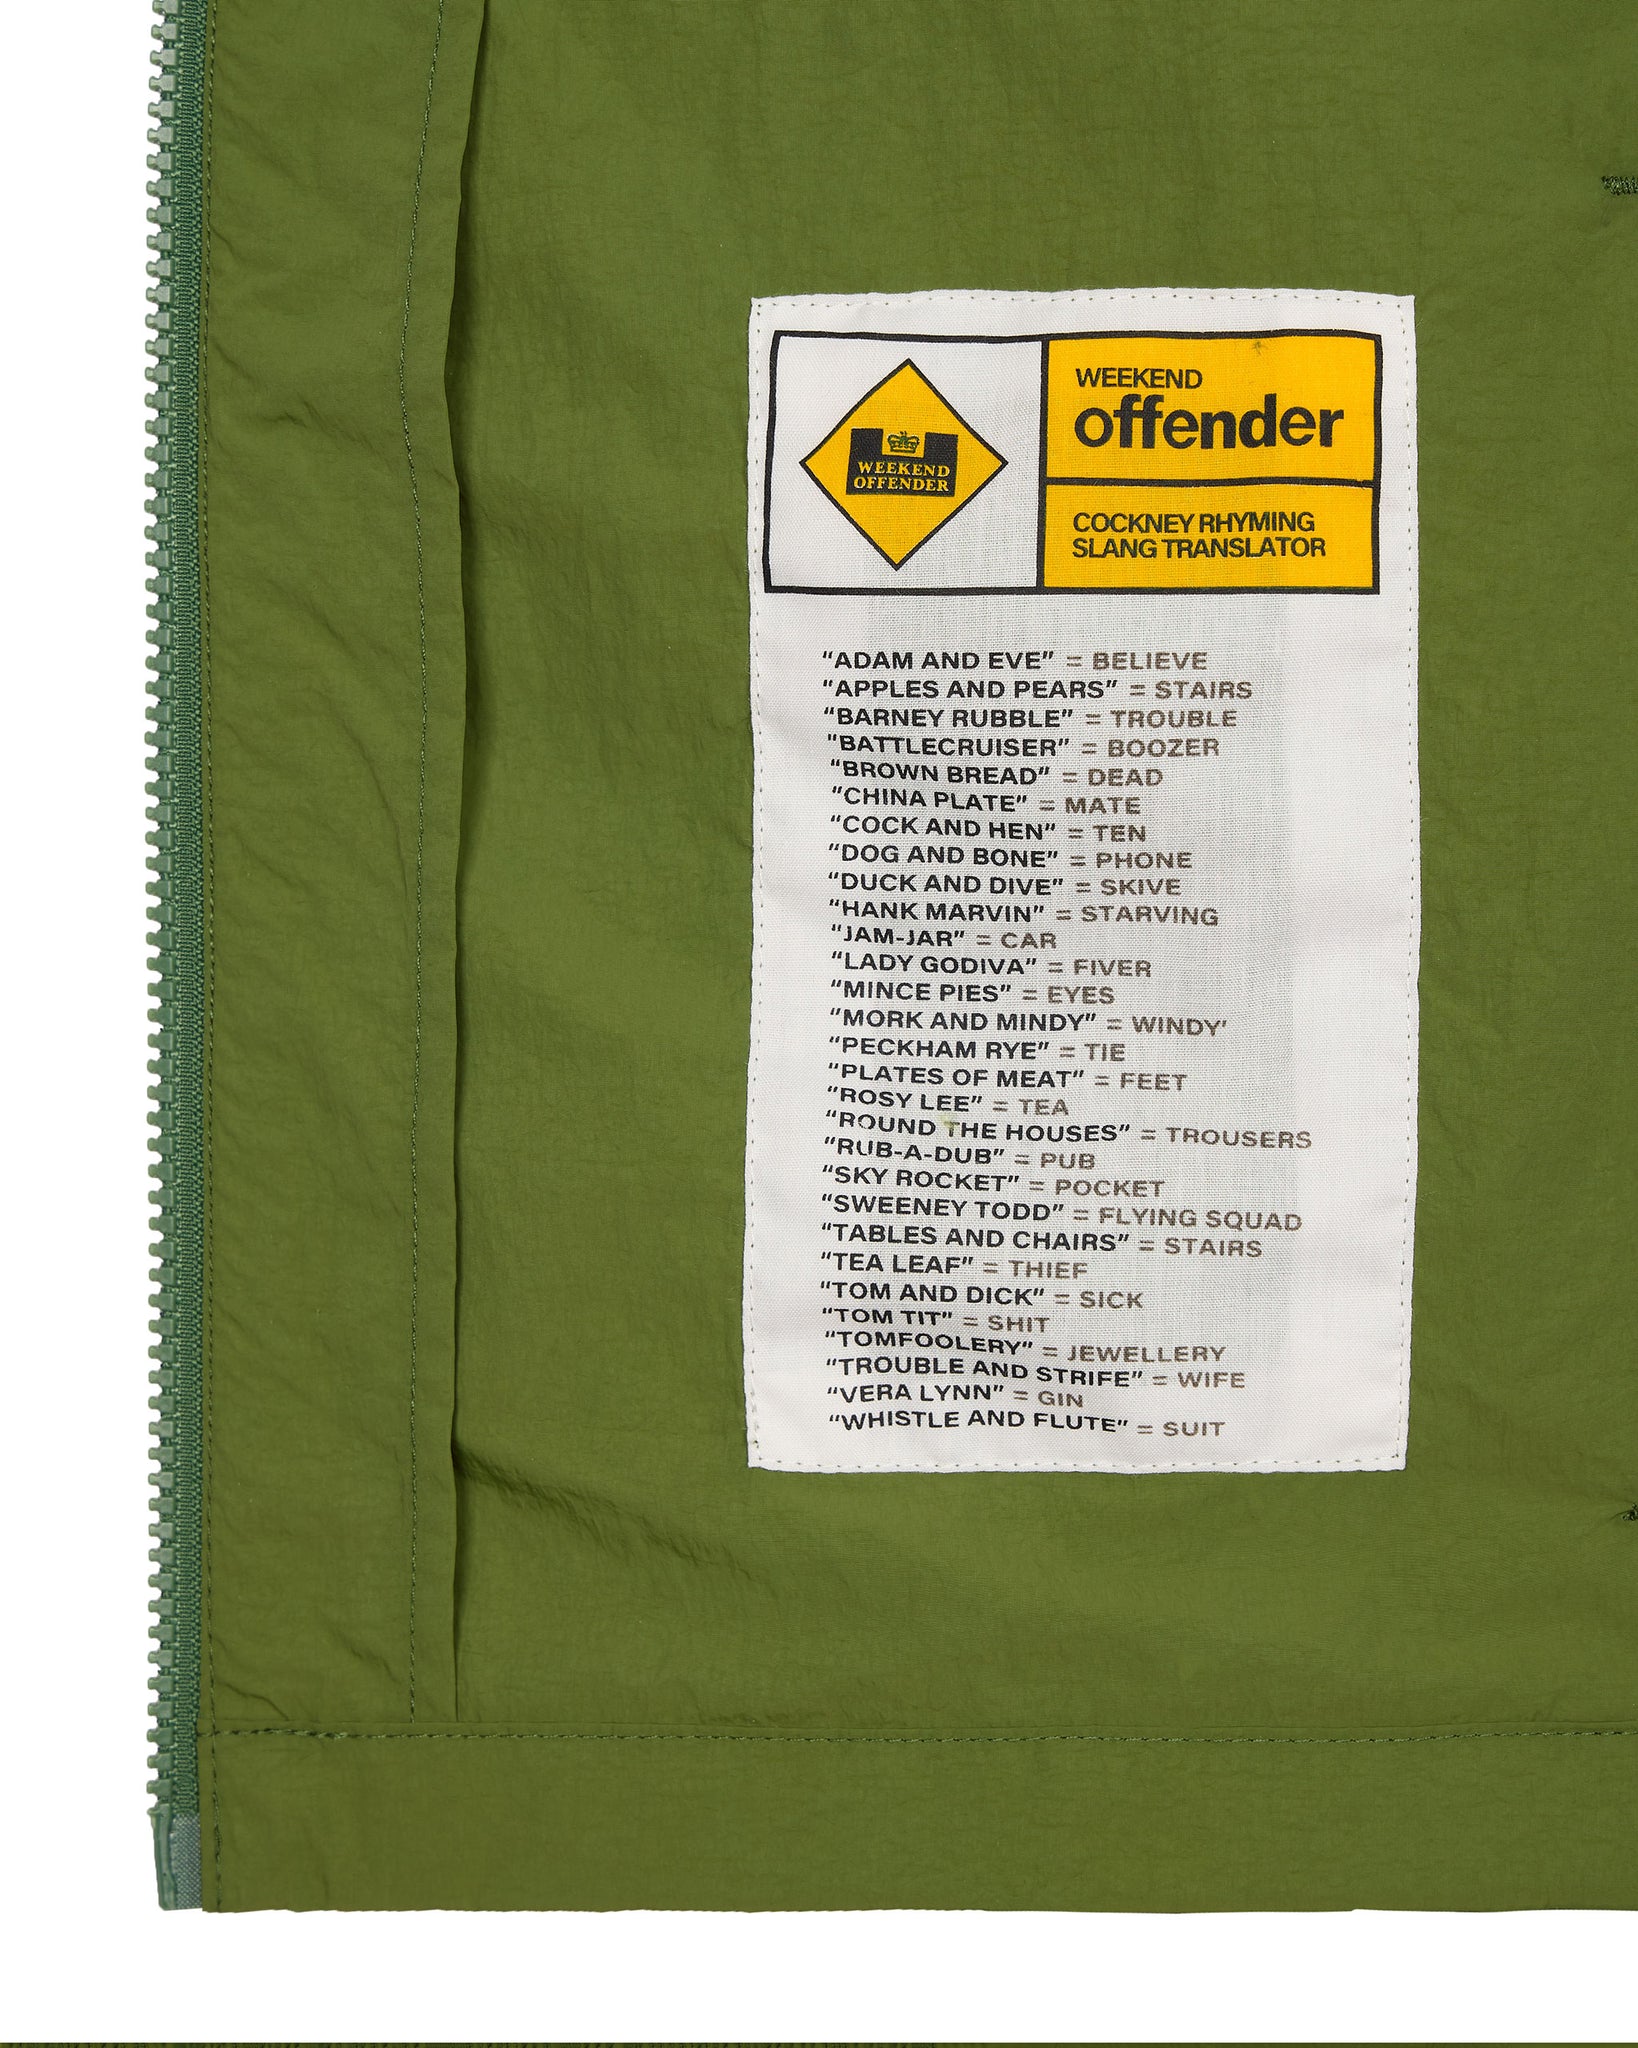 WEEKEND
OFFENDER
WEEKEND
offender
COCKNEY RHYMING
SLANG TRANSLATOR
“ADAM AND EVE” = BELIEVE
“APPLES AND PEARS” = STAIRS
“BARNEY RUBBLE” = TROUBLE
"BATTLECRUISER” = BOOZER
“BROWN BREAD” = DEAD
“CHINA PLATE” = MATE
“COCK AND HEN” = TEN
“DOG AND BONE” = PHONE
“DUCK AND DIVE” = SKIVE
“HANK MARVIN” = STARVING
“JAM-JAR” = CAR
“LADY GODIVA” = FIVER
“MINCE PIES” = EYES
“MORK AND MINDY” = WINDY’
“PECKHAM RYE” = TIE
“PLATES OF MEAT” = FEET
“ROSY LEE” = TEA
“ROUND THE HOUSES” = TROUSERS
“RUB-A-DUB” = PUB
“SKY ROCKET” = POCKET
“SWEENEY TODD” = FLYING SQUAD
“TABLES AND CHAIRS” = STAIRS
“TEA LEAF” = THIEF
“TOM AND DICK” = SICK
“TOM TIT” = SHIT
“TOMFOOLERY” = JEWELLERY
“TROUBLE AND STRIFE” = WIFE
“VERA LYNN” = GIN
“WHISTLE AND FLUTE” = SUIT